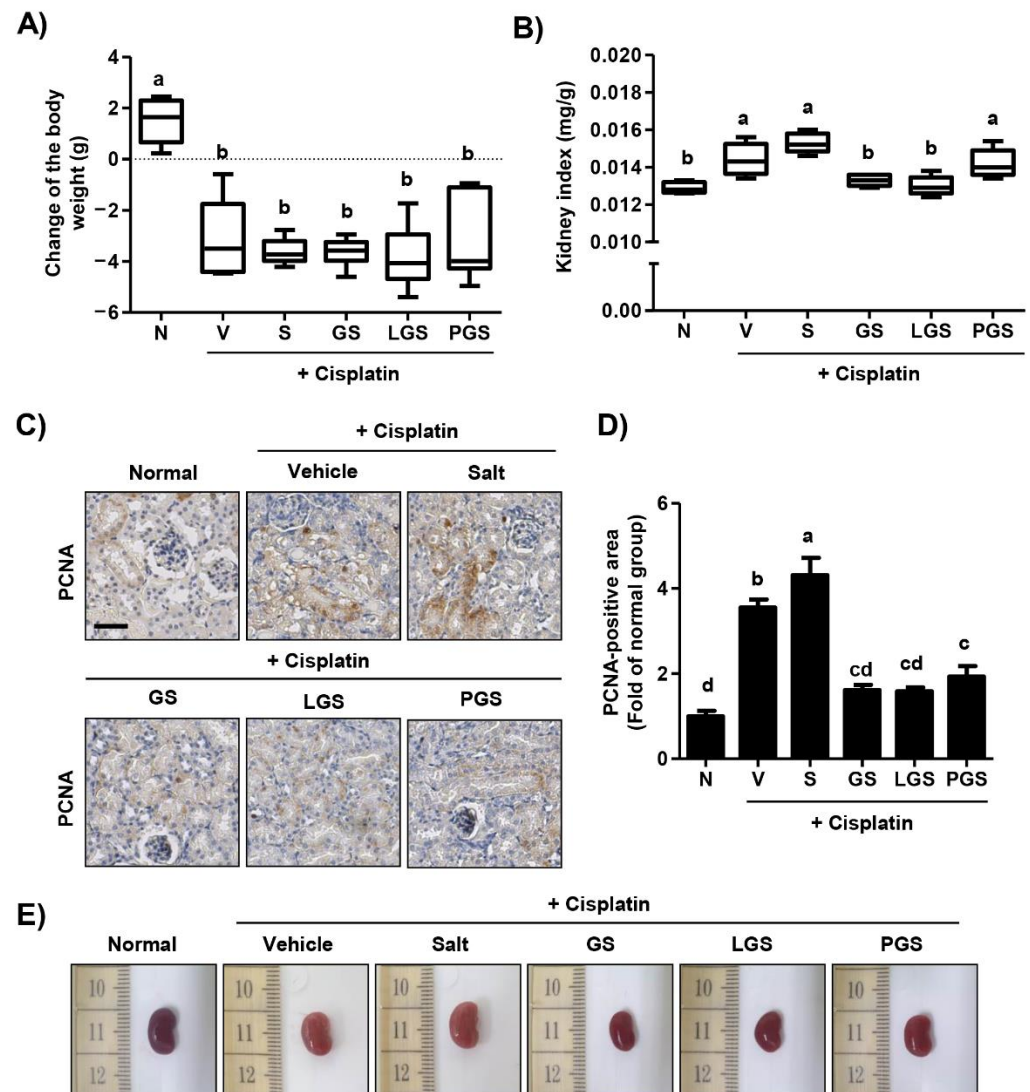 A)
Change of the body
weight (g)
4
2
0
−2
−4
−6
a
b
b
b
b
b
N V S GS LGS PGS
+ Cisplatin
B)
Kidney index (mg/g)
0.020
0.018
0.016
0.014
0.012
0.010
0.00
b
a
a
b
b
a
N V S GS LGS PGS
+ Cisplatin
C)
+ Cisplatin
Normal Vehicle Salt
PCNA
+ Cisplatin
GS LGS PGS
PCNA
D)
PCNA-positive area
(Fold of normal group)
6
4
2
0
d
b
a
cd
cd
c
N V S GS LGS PGS
+ Cisplatin
E)
+ Cisplatin
Normal Vehicle Salt GS LGS PGS
10 10 10 10 10 10
11 11 11 11 11 11
12 12 12 12 12 12